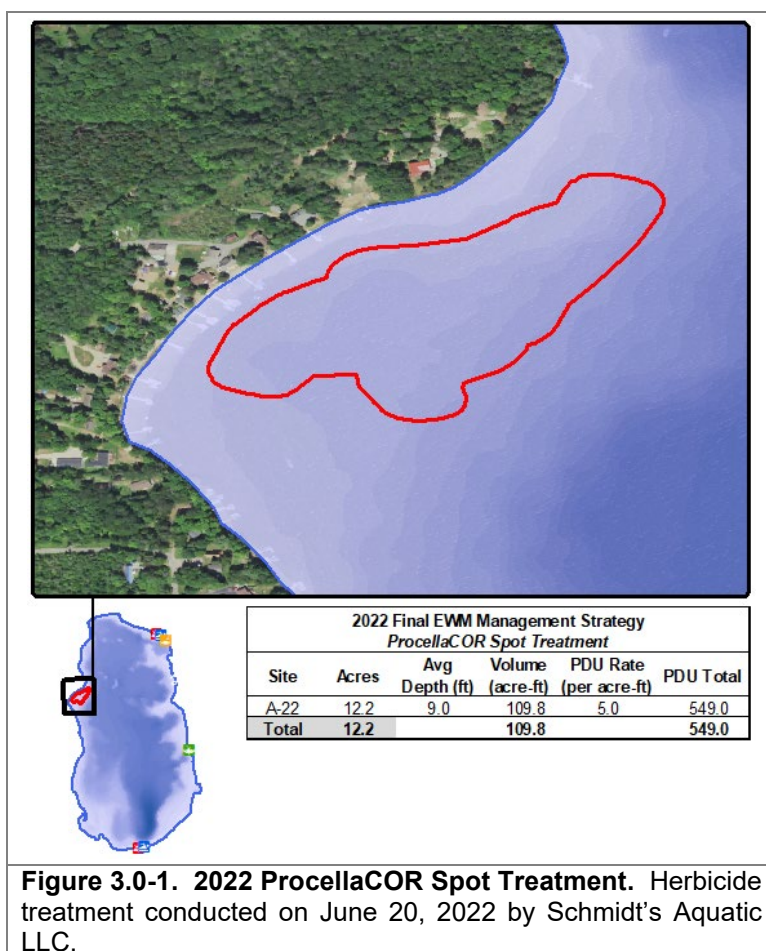 2022 Final EWM Management Strategy
ProcellaCOR Spot Treatment
Site Acres Avg Depth (ft) Volume (acre-ft) PDU Rate (per acre-ft) PDU Total
A-22 12.2 9.0 109.8 5.0 549.0
Total 12.2 109.8 549.0
Figure 3.0-1. 2022 ProcellaCOR Spot Treatment. Herbicide
treatment conducted on June 20, 2022 by Schmidt's Aquatic
LLC.